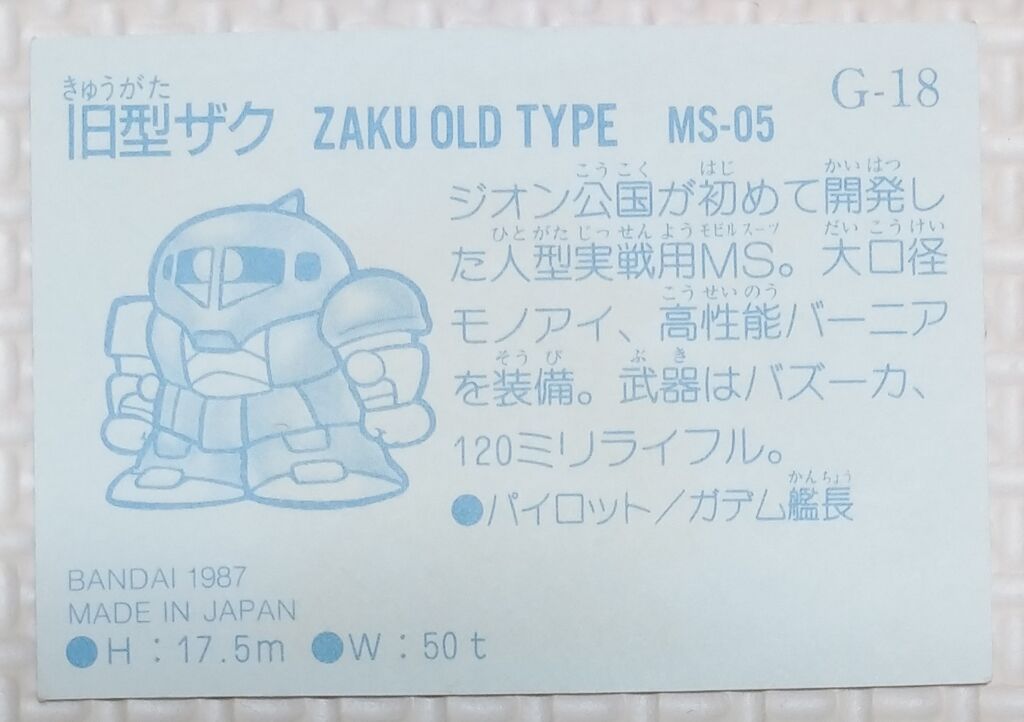 G-18
きゅうがた
旧型ザク ZAKU OLD TYPE MS-05
こうこく はじ かいはつ
ジオン公国が初めて開発し
ひとがたじっせんようモビルスーツ だいこうけい
た人型実戦用MS。大口径
こうせいのう
モノアイ、高性能バーニア
そうび ぶき
を装備。武器はバズーカ、
120ミリライフル。
かんちょう
●パイロット/ガデム艦長
BANDAI 1987
MADE IN JAPAN
●H:17.5m ●W:50t